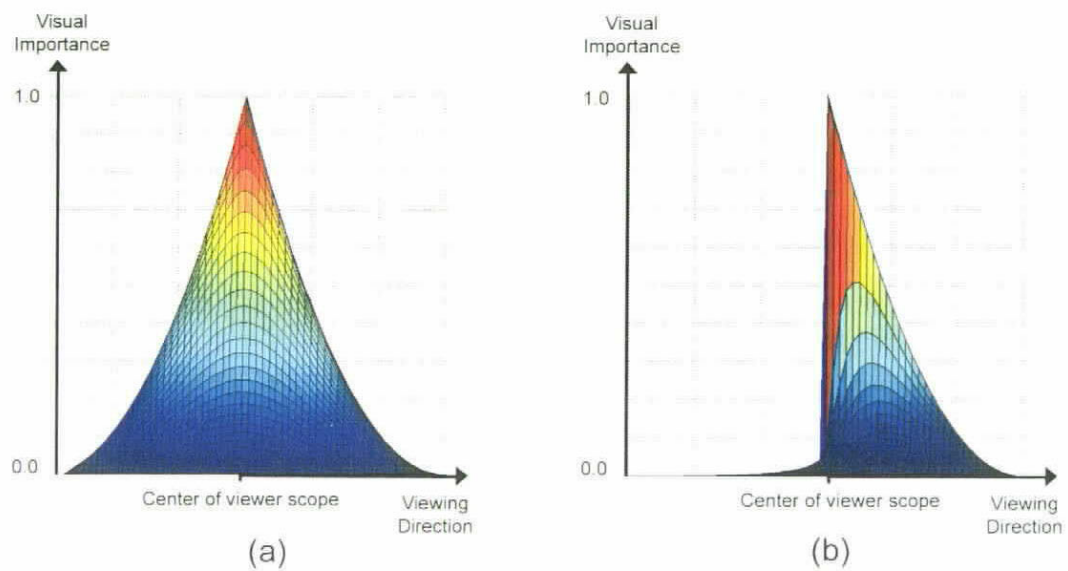 Visual
Importance
1.0
0.0
Center of viewer scope
Viewing
Direction
(a)
Visual
Importance
1.0
0.0
Center of viewer scope
Viewing
Direction
(b)